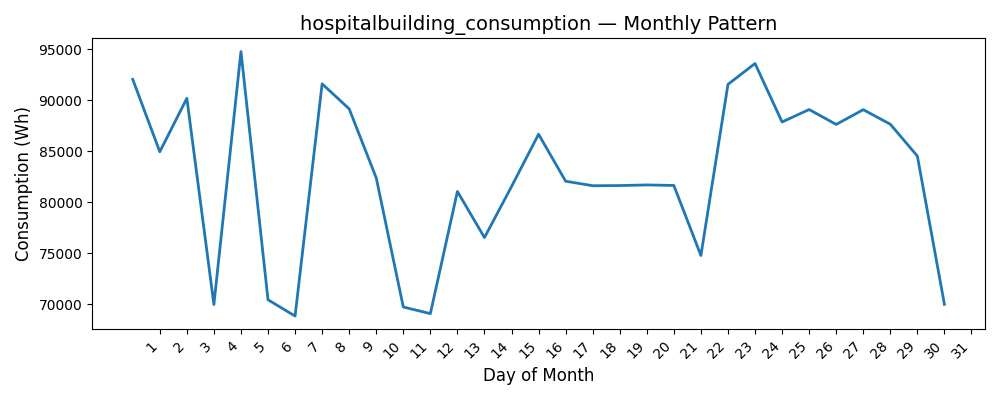 hospitalbuilding_consumption — Monthly Pattern
Consumption (Wh)
95000
90000
85000
80000
75000
70000
1 2 3 4 5 6 7 8 9 10 11 12 13 14 15 16 17 18 19 20 21 22 23 24 25 26 27 28 29 30 31
Day of Month